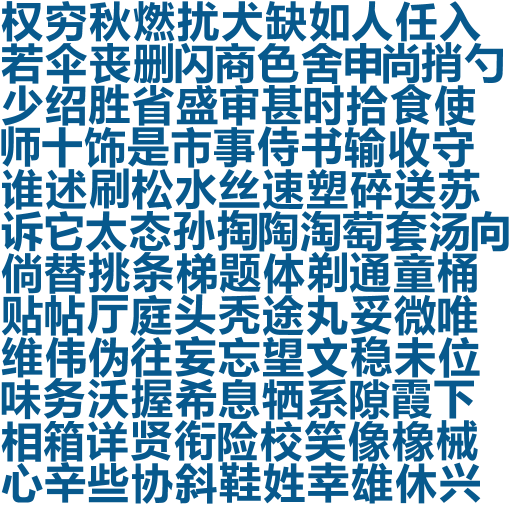 权穷秋燃扰犬缺如人任入
若伞丧删闪商色舍申尚捎勺
少绍胜省盛审甚时拾食使
师十饰是市事侍书输收守
谁述刷松水丝速塑碎送苏
诉它太态孙掏陶淘萄套汤向
倘替挑条梯题体剃通童桶
贴帖厅庭头秃途丸妥微唯
维伟伪往妄忘望文稳未位
味务沃握希息牺系隙霞下
相箱详贤衔险校笑像橡械
心辛些协斜鞋姓幸雄休兴